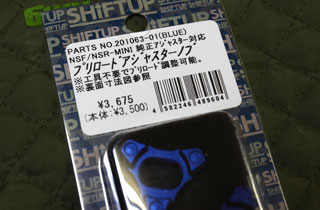 SHiFTUP
PARTS NO.201063-01(BLUE)
NSF/NSR-MINI 純正アジャスター対応
プリロードアジャスターノブ
※工具不要でプリロード調整可能。
※裏面寸法図参照
¥3,675
(本体:¥3,500)
4582246409604